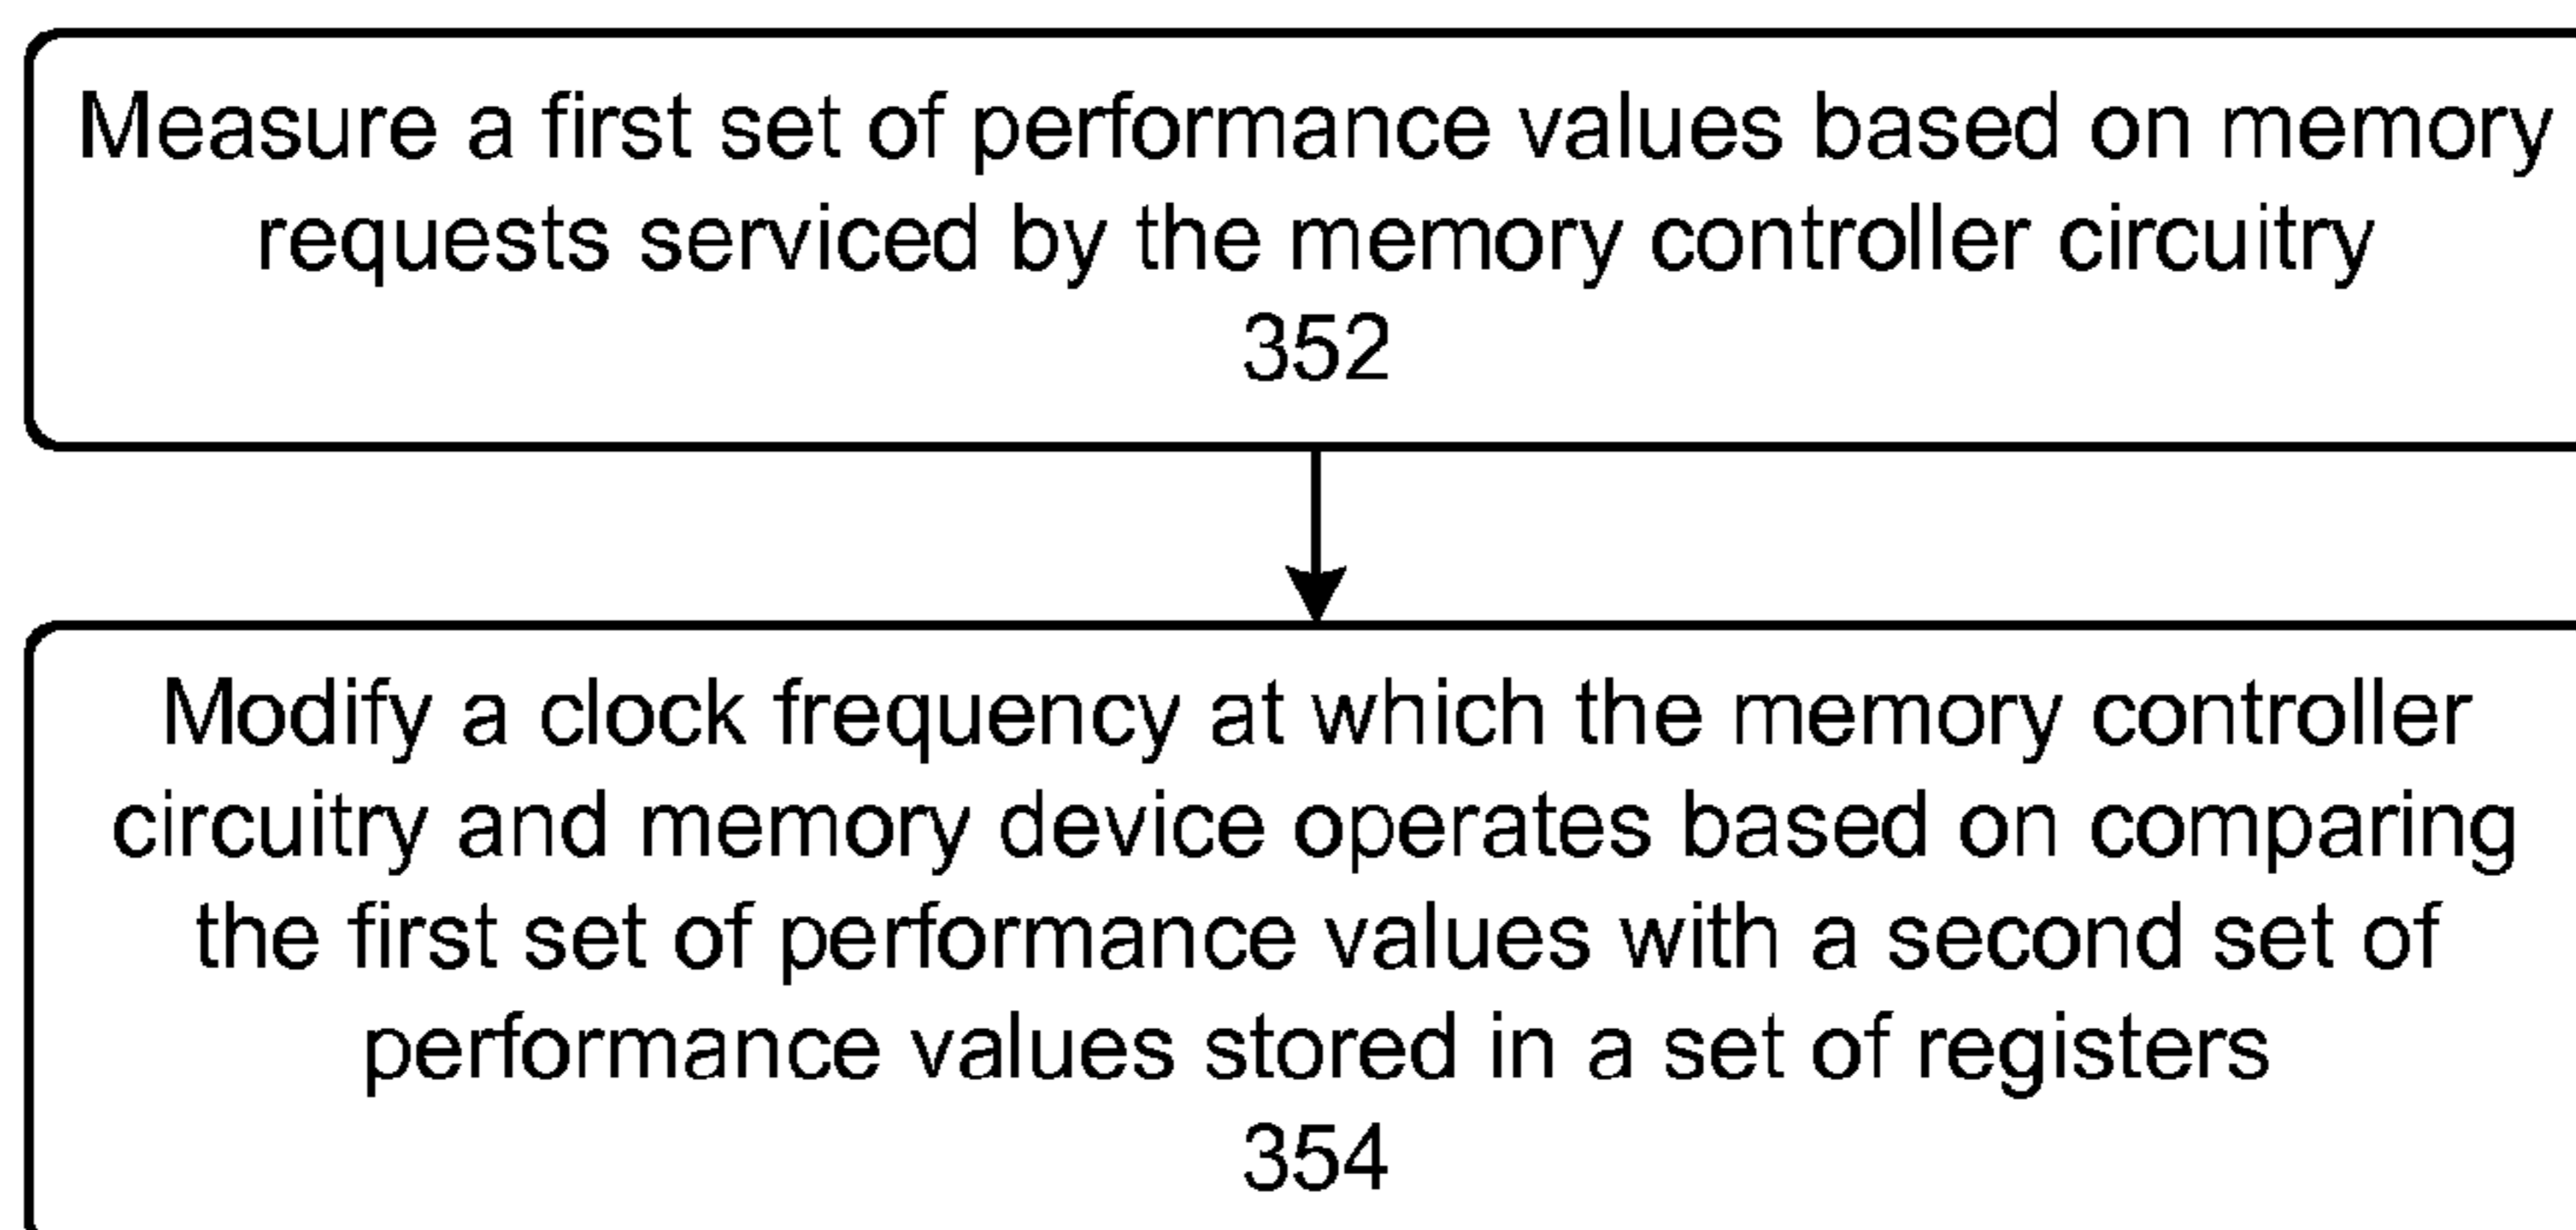 Measure a first set of performance values based on memory
requests serviced by the memory controller circuitry
352
Modify a clock frequency at which the memory controller
circuitry and memory device operates based on comparing
the first set of performance values with a second set of
performance values stored in a set of registers
354